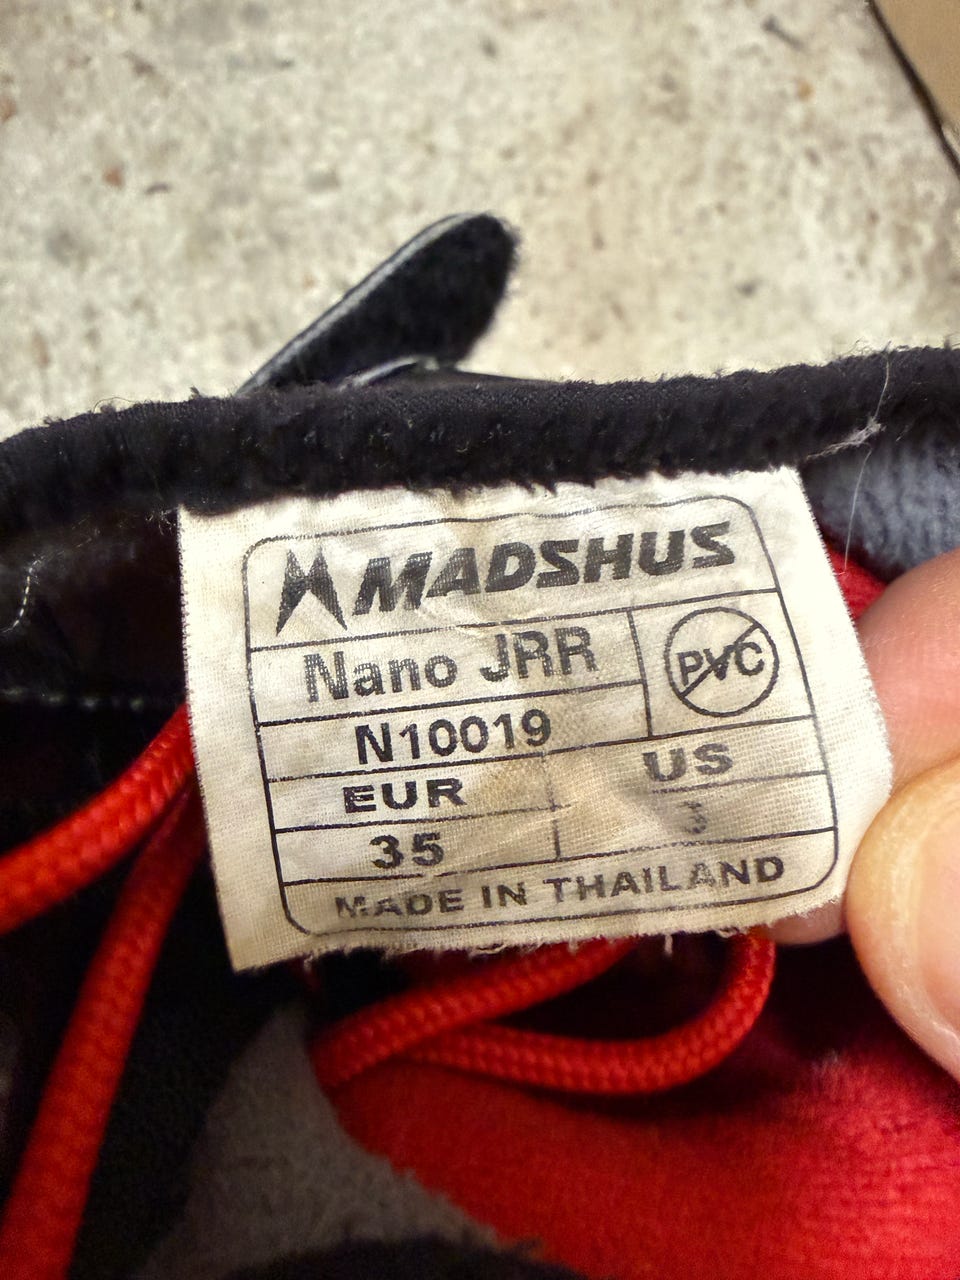 MADSHUS
Nano JRR
PVC
N10019
EUR US
35 3
MADE IN THAILAND